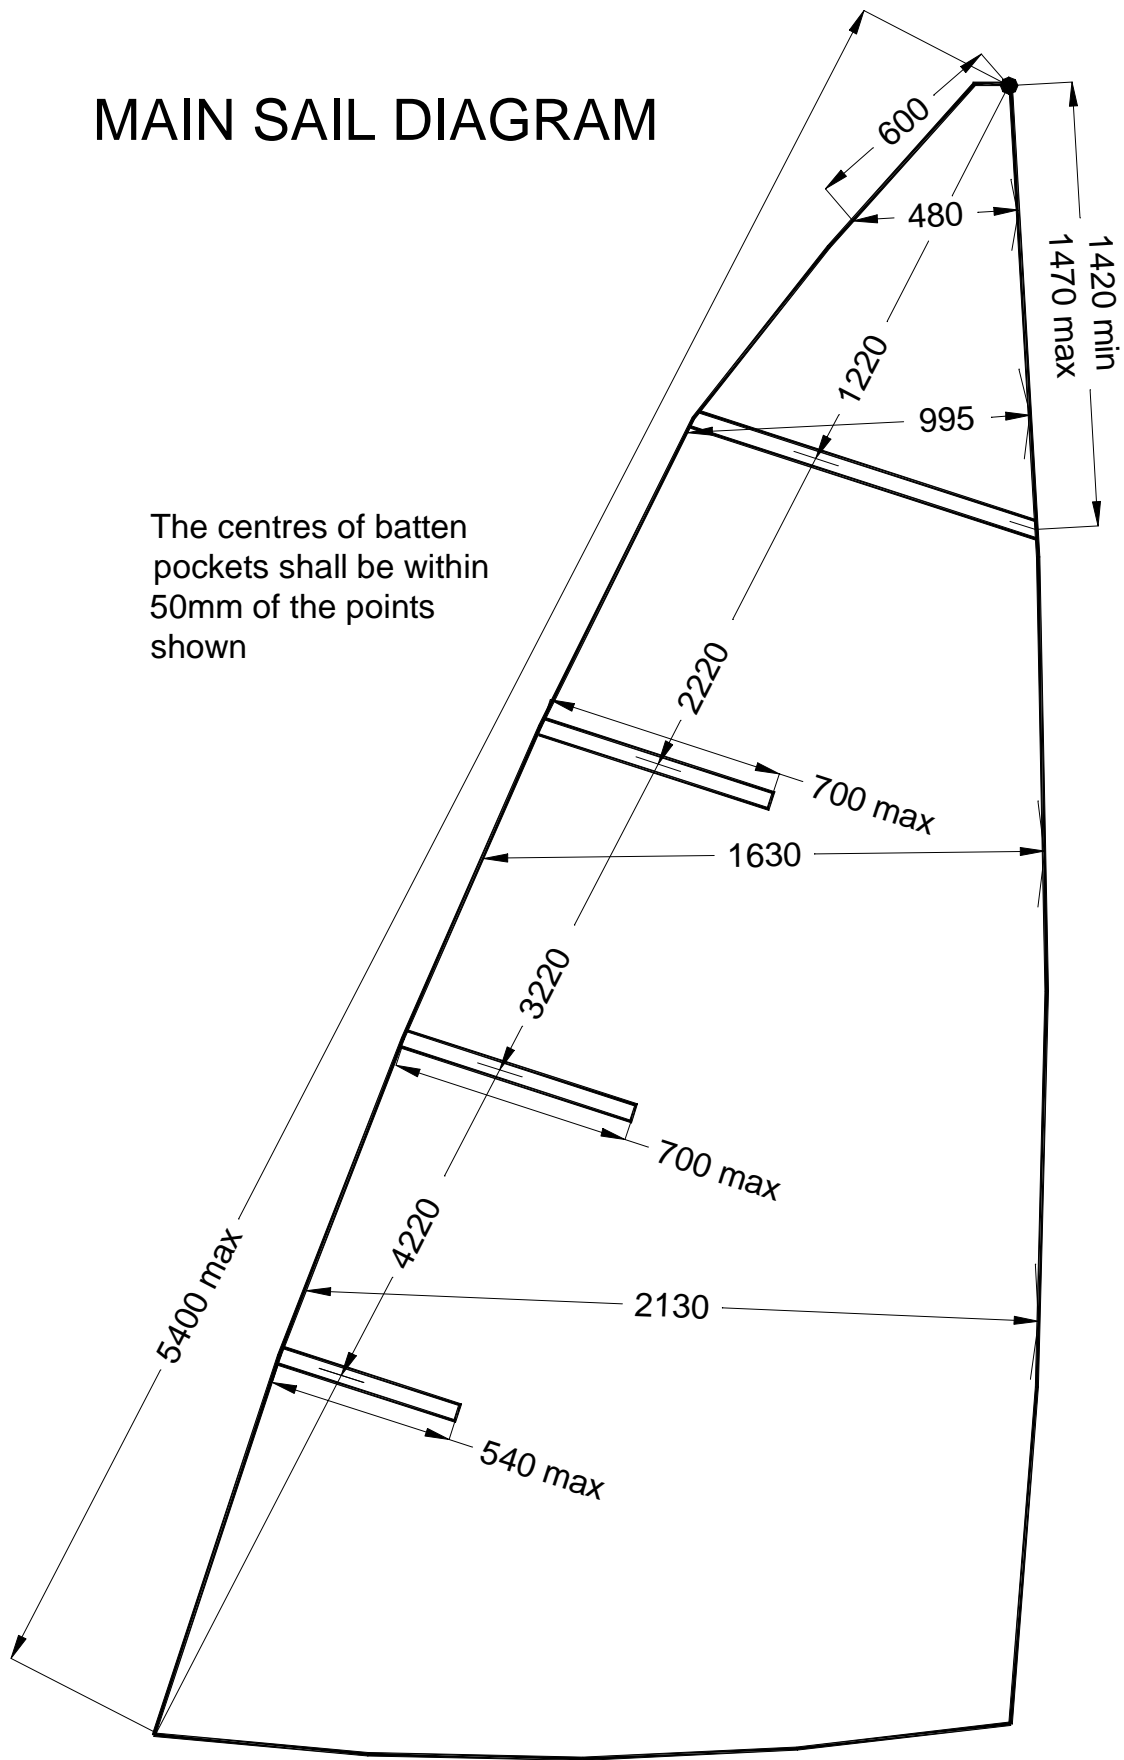 MAIN SAIL DIAGRAM
600
480
1420 min
1470 max
1220
995
The centres of batten
pockets shall be within
50mm of the points
shown
2220
700 max
1630
3220
700 max
4220
5400 max
2130
540 max